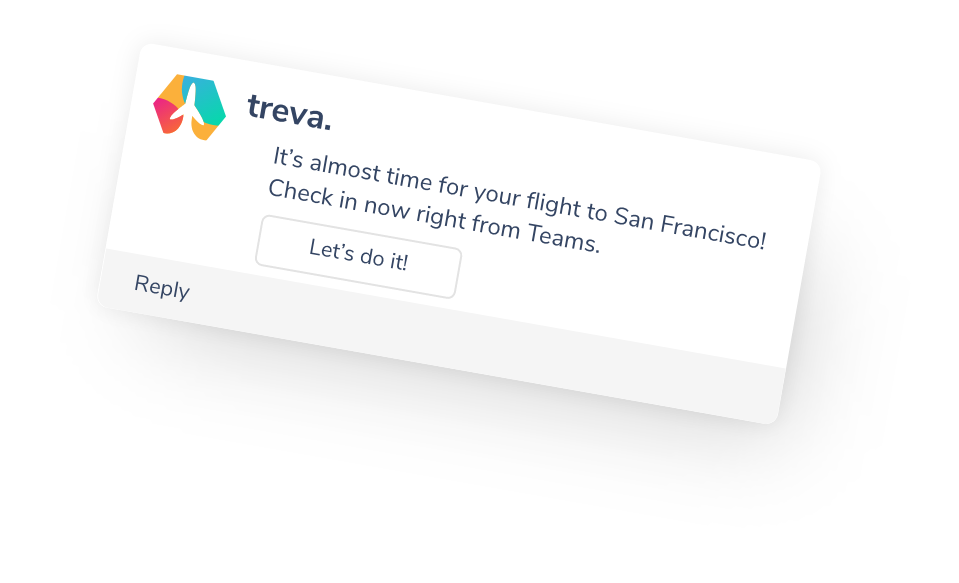 treva.
It’s almost time for your flight to San Francisco!
Check in now right from Teams.
Let’s do it!
Reply